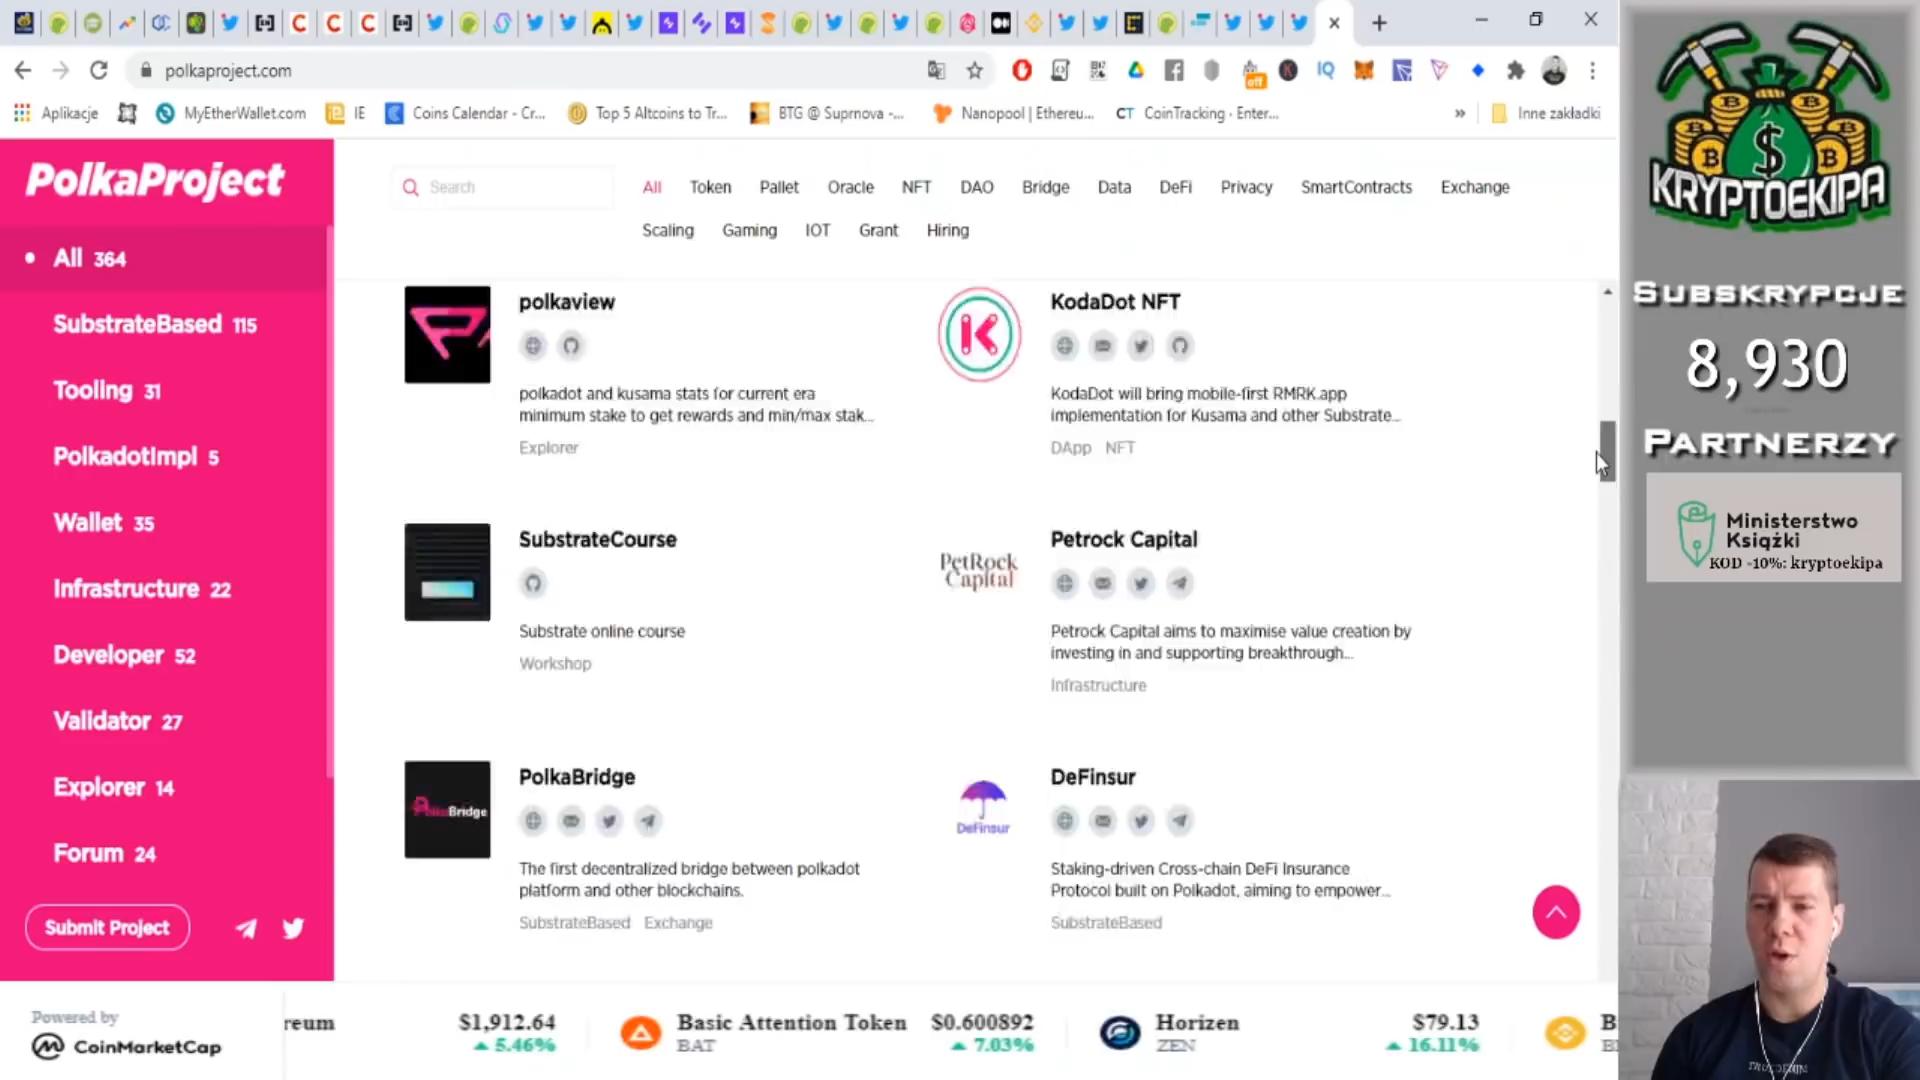 polkaproject.com
Aplikacje
MyEtherWallet.com
IE
Coins Calendar - Cr...
Top 5 Altcoins to Tr...
BTG @ Suprnova -...
Nanopool | Ethereu...
CT CoinTracking · Enter...
»
Inne zakładki
off
IQ
PolkaProject
All 364
SubstrateBased 115
Tooling 31
PolkadotImpl 5
Wallet 35
Infrastructure 22
Developer 52
Validator 27
Explorer 14
Forum 24
Submit Project
Search
All Token Pallet Oracle NFT DAO Bridge Data DeFi Privacy SmartContracts Exchange
Scaling Gaming IOT Grant Hiring
polkaview
polkadot and kusama stats for current era
minimum stake to get rewards and min/max stak...
Explorer
KodaDot NFT
KodaDot will bring mobile-first RMRK.app
implementation for Kusama and other Substrate...
DApp NFT
SubstrateCourse
Substrate online course
Workshop
PetRock
Capital
Petrock Capital
Petrock Capital aims to maximise value creation by
investing in and supporting breakthrough...
Infrastructure
PolkaBridge
PolkaBridge
The first decentralized bridge between polkadot
platform and other blockchains.
SubstrateBased Exchange
DeFinsur
DeFinsur
Staking-driven Cross-chain DeFi Insurance
Protocol built on Polkadot, aiming to empower...
SubstrateBased
Powered by
CoinMarketCap
reum
$1,912.64
5.46%
Basic Attention Token
BAT
$0.600892
7.03%
Horizen
ZEN
$79.13
16.11%
KRYPTOEKIPA
SUBSKRYPCJE
8,930
PARTNERZY
Ministerstwo
Książki
KOD -10%: kryptoekipa